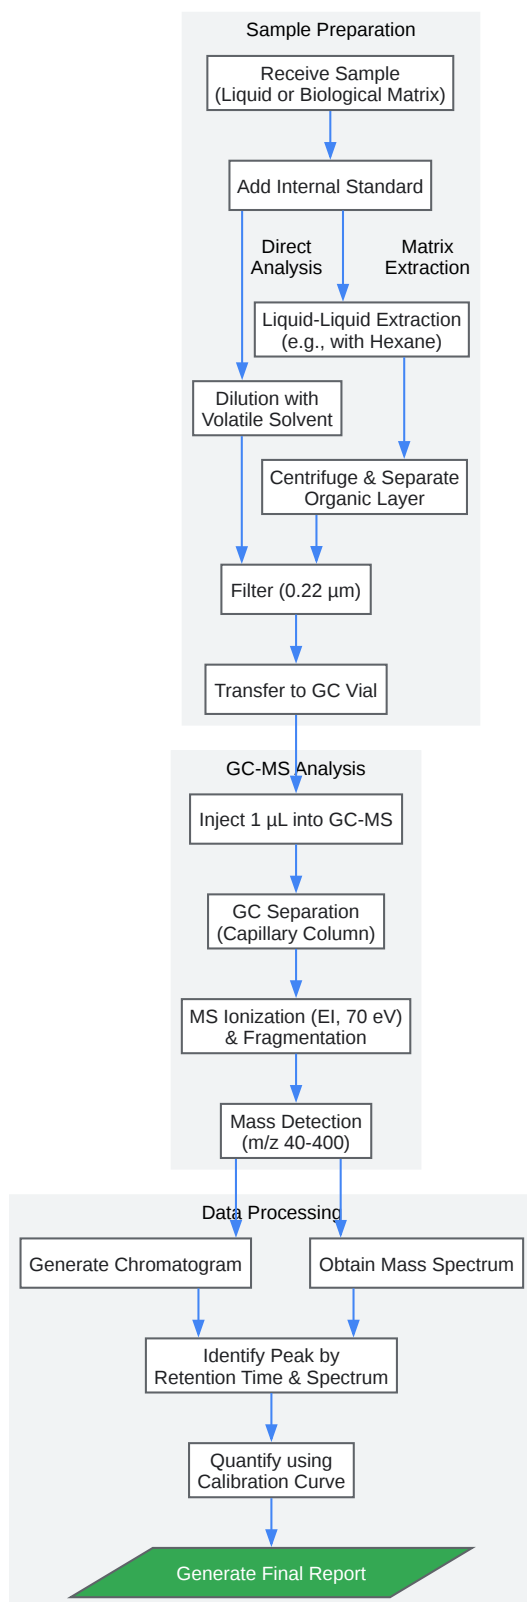 Sample Preparation
Receive Sample
(Liquid or Biological Matrix)
Add Internal Standard
Direct
Analysis
Matrix
Extraction
Liquid-Liquid Extraction
(e.g., with Hexane)
Dilution with
Volatile Solvent
Centrifuge & Separate
Organic Layer
Filter (0.22 µm)
Transfer to GC Vial
GC-MS Analysis
Inject 1 µL into GC-MS
GC Separation
(Capillary Column)
MS Ionization (EI, 70 eV)
& Fragmentation
Mass Detection
(m/z 40-400)
Data Processing
Generate Chromatogram
Obtain Mass Spectrum
Identify Peak by
Retention Time & Spectrum
Quantify using
Calibration Curve
Generate Final Report